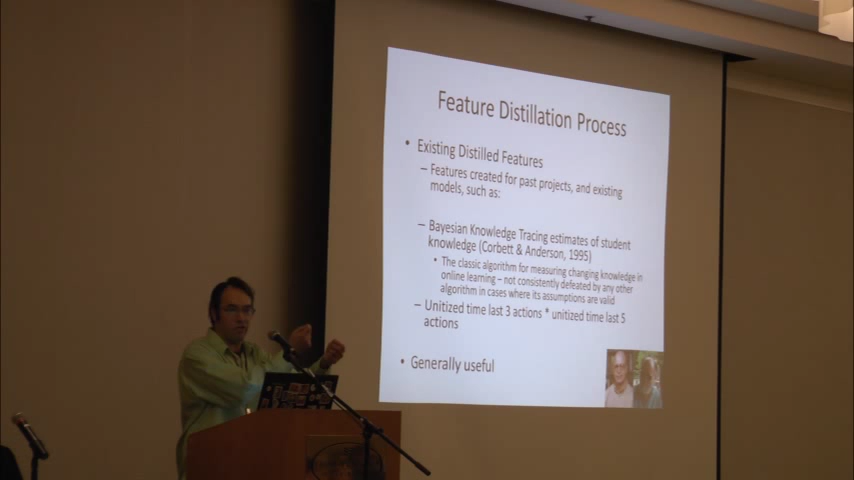 Feature Distillation Process
• Existing Distilled Features
– Features created for past projects, and existing
models, such as:
– Bayesian Knowledge Tracing estimates of student
knowledge (Corbett & Anderson, 1995)
• The classic algorithm for measuring changing knowledge in
online learning – not consistently defeated by any other
algorithm in cases where its assumptions are valid
– Unitized time last 3 actions * unitized time last 5
actions
• Generally useful